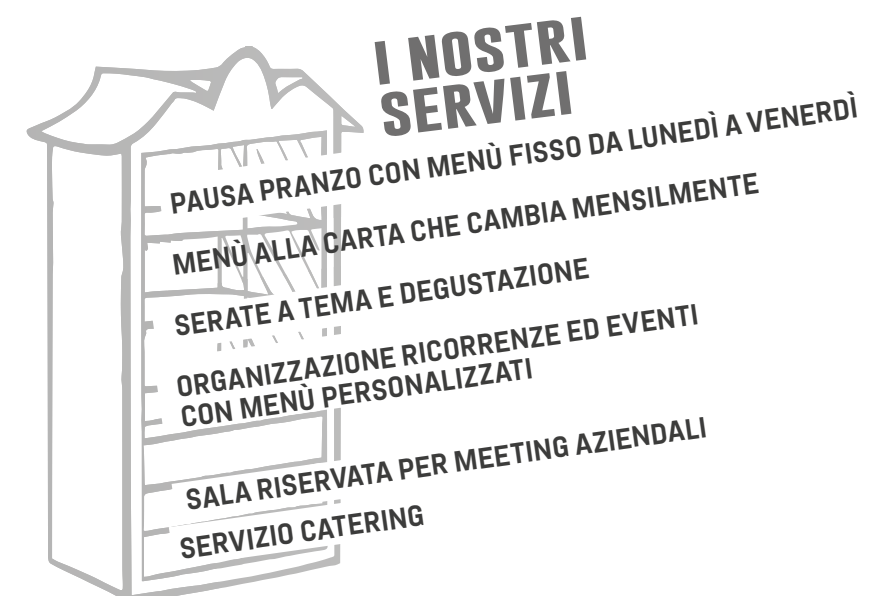 I NOSTRI
SERVIZI
PAUSA PRANZO CON MENÙ FISSO DA LUNEDÌ A VENERDÌ
MENÙ ALLA CARTA CHE CAMBIA MENSILMENTE
SERATE A TEMA E DEGUSTAZIONE
ORGANIZZAZIONE RICORRENZE ED EVENTI
CON MENÙ PERSONALIZZATI
SALA RISERVATA PER MEETING AZIENDALI
SERVIZIO CATERING